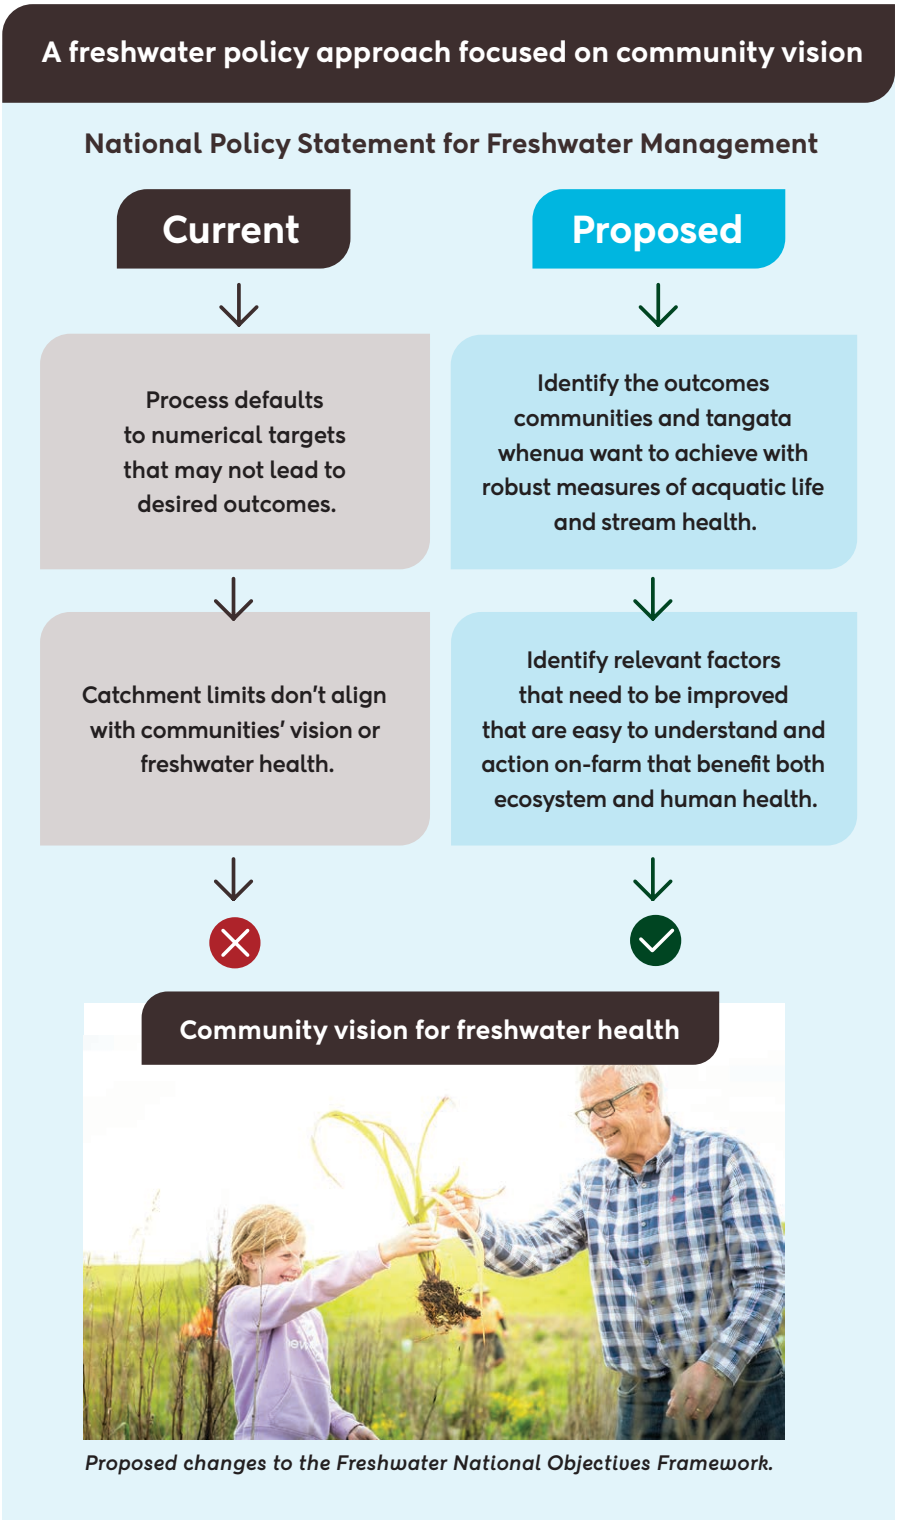 A freshwater policy approach focused on community vision
National Policy Statement for Freshwater Management
Current
Process defaults
to numerical targets
that may not lead to
desired outcomes.
Catchment limits don't align
with communities' vision or
freshwater health.
Proposed
Identify the outcomes
communities and tangata
whenua want to achieve with
robust measures of acquatic life
and stream health.
Identify relevant factors
that need to be improved
that are easy to understand and
action on-farm that benefit both
ecosystem and human health.
Community vision for freshwater health
Proposed changes to the Freshwater National Objectives Framework.